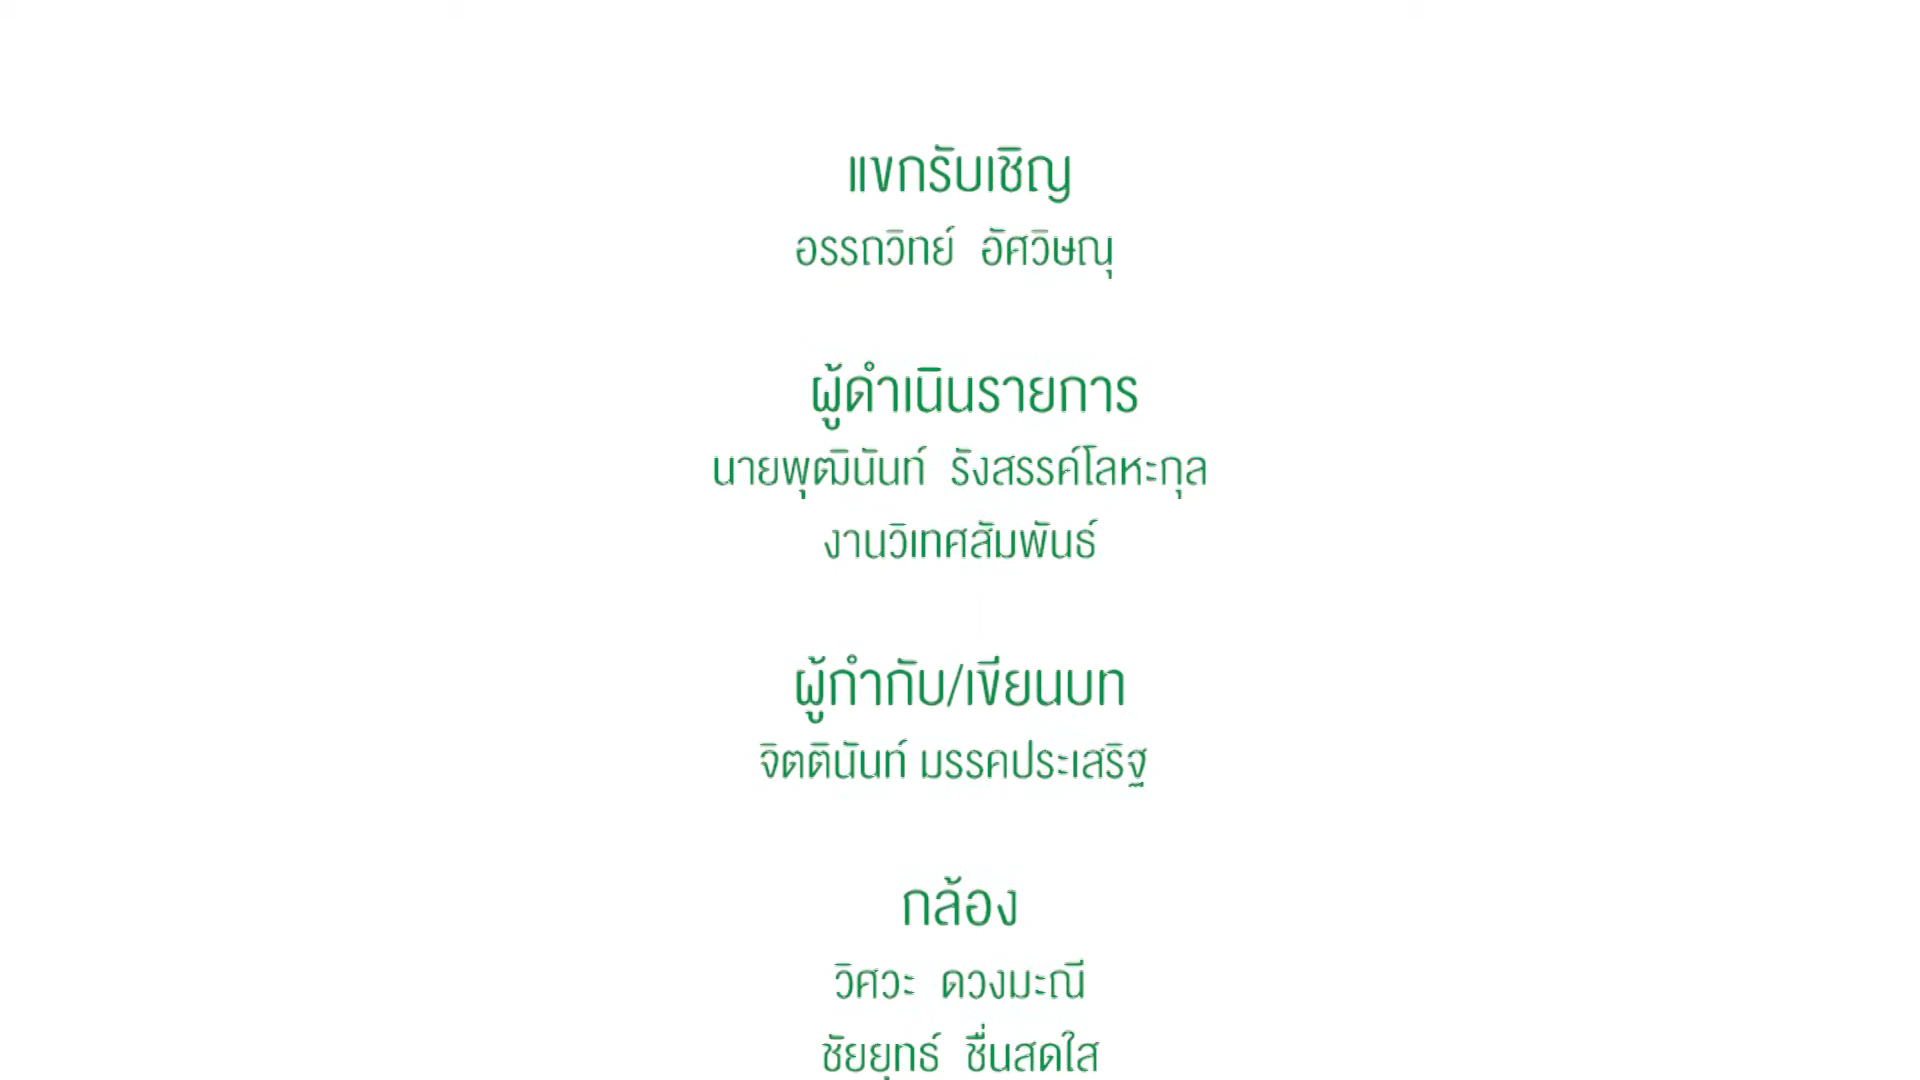 แขกรับเชิญ
อรรถวิทย์ อัศวิษณุ
ผู้ดำเนินรายการ
นายพุฒินันท์ รังสรรค์โลหะกุล
งานวิเทศสัมพันธ์
ผู้กำกับ/เขียนบท
จิตตินันท์ มรรคประเสริฐ
กล้อง
วิศวะ ดวงมะณี
ชัยยุทธ์ ชื่นสดใส